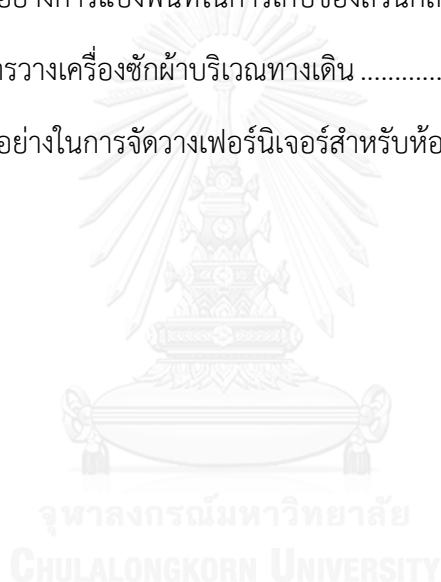 อย่างการแบ่งพื้นที่ในการเก็บของส่วนกล
ารวางเครื่องซักผ้าบริเวณทางเดิน ............
อย่างในการจัดวางเฟอร์นิเจอร์สำหรับห้อ
จุฬาลงกรณ์มหาวิทยาลัย
CHULALONGKORN UNIVERSITY